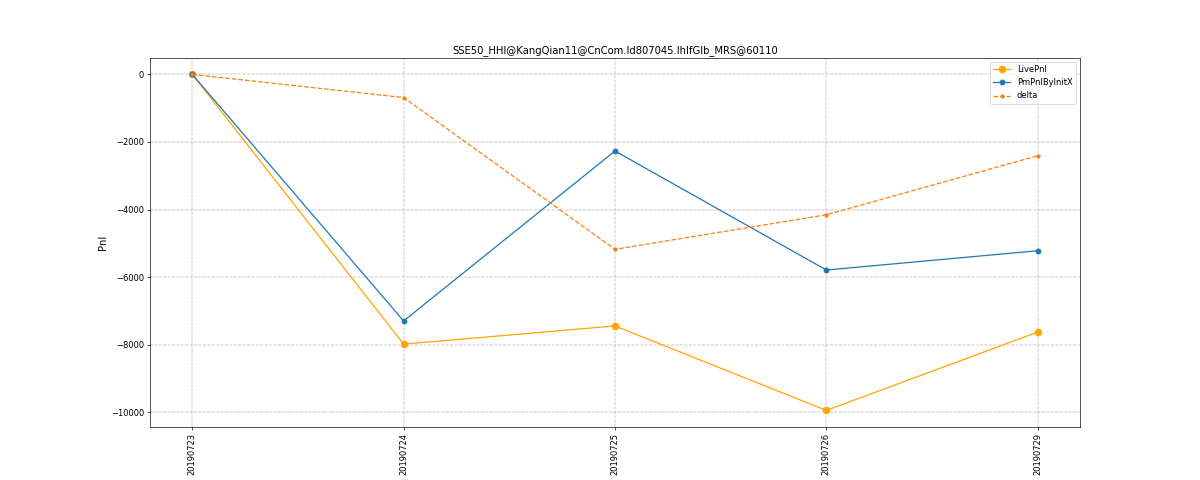 SSE50_HHI@KangQian11@CnCom.Id807045.IhIfGlb_MRS@60110
LivePnl
PmPnlByInitX
delta
0
−2000
−4000
−6000
−8000
−10000
Pnl
20190723
20190724
20190725
20190726
20190729